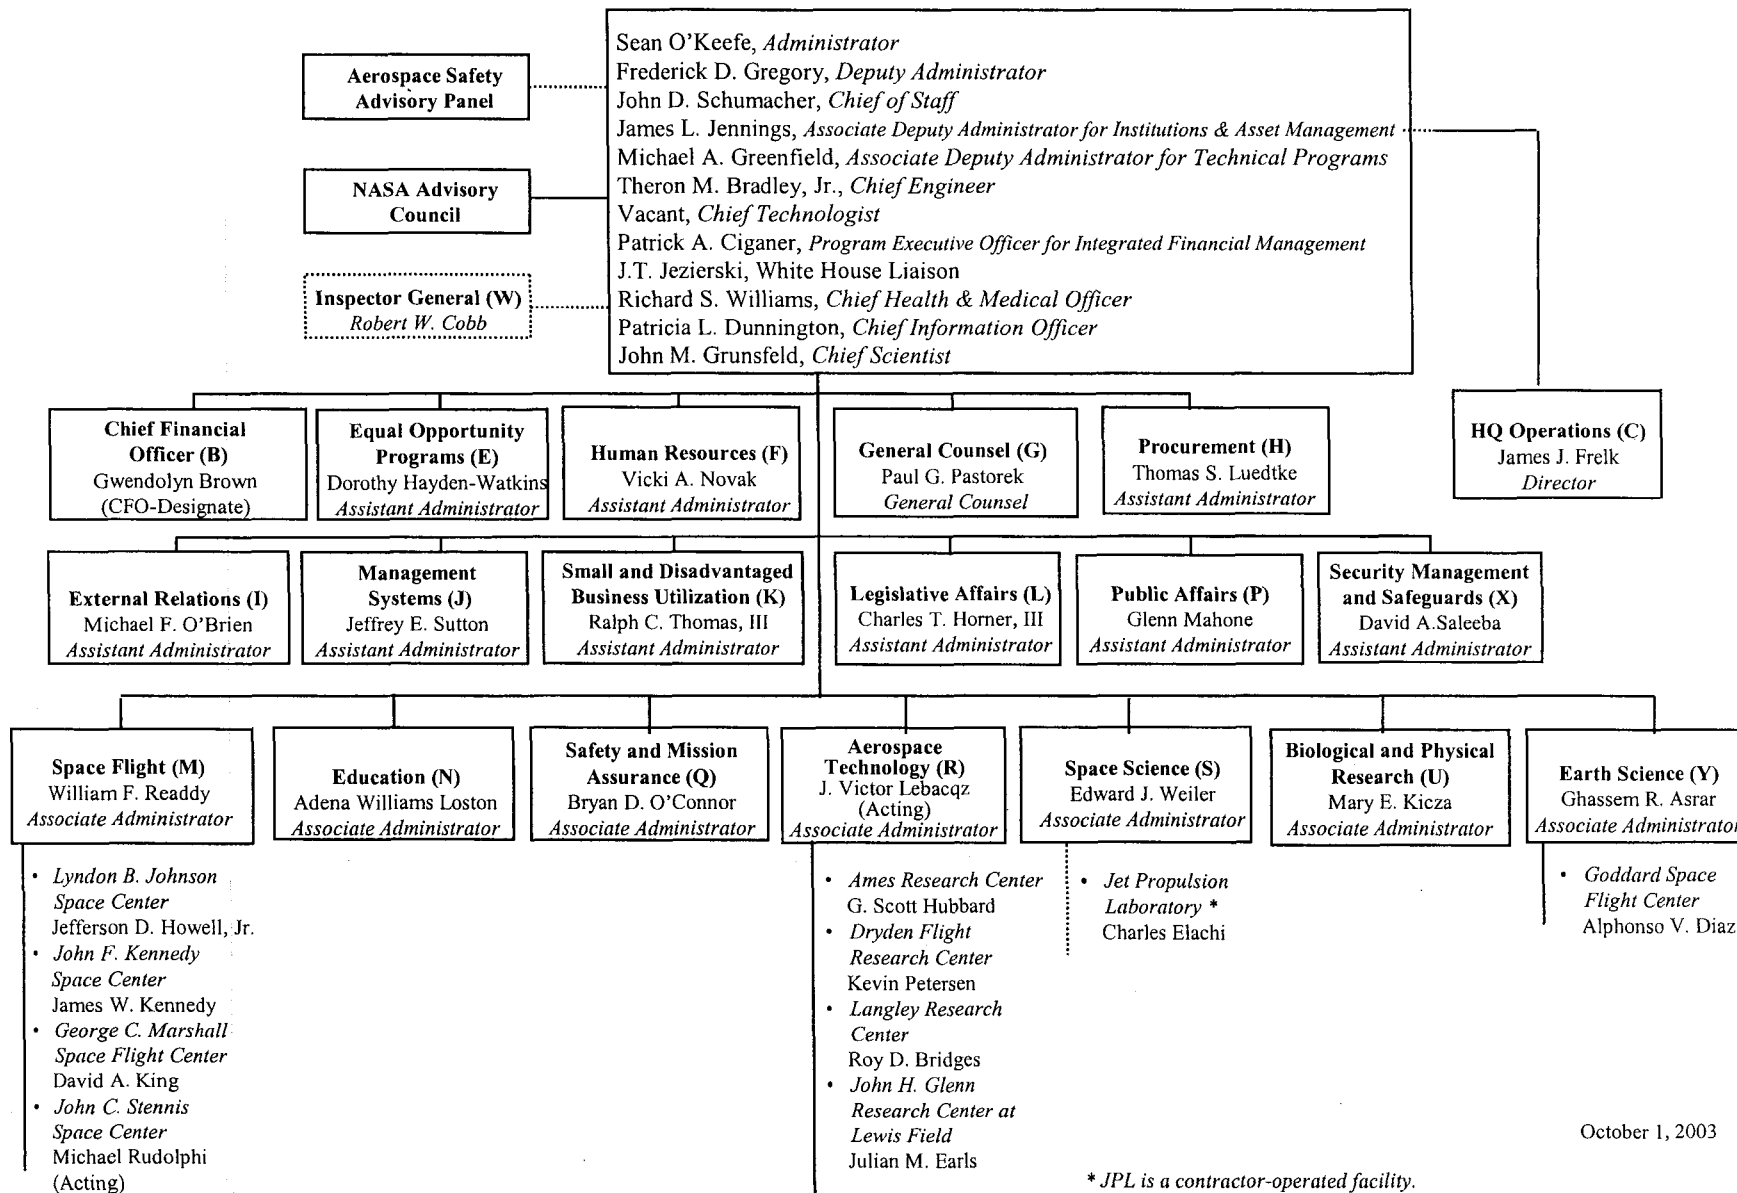 Aerospace Safety
Advisory Panel
NASA Advisory
Council
Inspector General (W)
Robert W. Cobb
Sean O'Keefe, Administrator
Frederick D. Gregory, Deputy Administrator
John D. Schumacher, Chief of Staff
James L. Jennings, Associate Deputy Administrator for Institutions & Asset Management
Michael A. Greenfield, Associate Deputy Administrator for Technical Programs
Theron M. Bradley, Jr., Chief Engineer
Vacant, Chief Technologist
Patrick A. Ciganer, Program Executive Officer for Integrated Financial Management
J.T. Jezierski, White House Liaison
Richard S. Williams, Chief Health & Medical Officer
Patricia L. Dunnington, Chief Information Officer
John M. Grunsfeld, Chief Scientist
Chief Financial
Officer (B)
Gwendolyn Brown
(CFO-Designate)
Equal Opportunity
Programs (E)
Dorothy Hayden-Watkins
Assistant Administrator
Human Resources (F)
Vicki A. Novak
Assistant Administrator
General Counsel (G)
Paul G. Pastorek
General Counsel
Procurement (H)
Thomas S. Luedtke
Assistant Administrator
HQ Operations (C)
James J. Frelk
Director
External Relations (I)
Michael F. O'Brien
Assistant Administrator
Management
Systems (J)
Jeffrey E. Sutton
Assistant Administrator
Small and Disadvantaged
Business Utilization (K)
Ralph C. Thomas, III
Assistant Administrator
Legislative Affairs (L)
Charles T. Horner, III
Assistant Administrator
Public Affairs (P)
Glenn Mahone
Assistant Administrator
Security Management
and Safeguards (X)
David A.Saleeba
Assistant Administrator
Space Flight (M)
William F. Readdy
Associate Administrator
Education (N)
Adena Williams Loston
Associate Administrator
Safety and Mission
Assurance (Q)
Bryan D. O'Connor
Associate Administrator
Aerospace
Technology (R)
J. Victor Lebacqz
(Acting)
Associate Administrator
Space Science (S)
Edward J. Weiler
Associate Administrator
Biological and Physical
Research (U)
Mary E. Kicza
Associate Administrator
Earth Science (Y)
Ghassem R. Asrar
Associate Administrator
• Lyndon B. Johnson
Space Center
Jefferson D. Howell, Jr.
• John F. Kennedy
Space Center
James W. Kennedy
• George C. Marshall
Space Flight Center
David A. King
• John C. Stennis
Space Center
Michael Rudolphi
(Acting)
• Ames Research Center
G. Scott Hubbard
• Dryden Flight
Research Center
Kevin Petersen
• Langley Research
Center
Roy D. Bridges
• John H. Glenn
Research Center at
Lewis Field
Julian M. Earls
• Jet Propulsion
Laboratory *
Charles Elachi
• Goddard Space
Flight Center
Alphonso V. Diaz
October 1, 2003
* JPL is a contractor-operated facility.